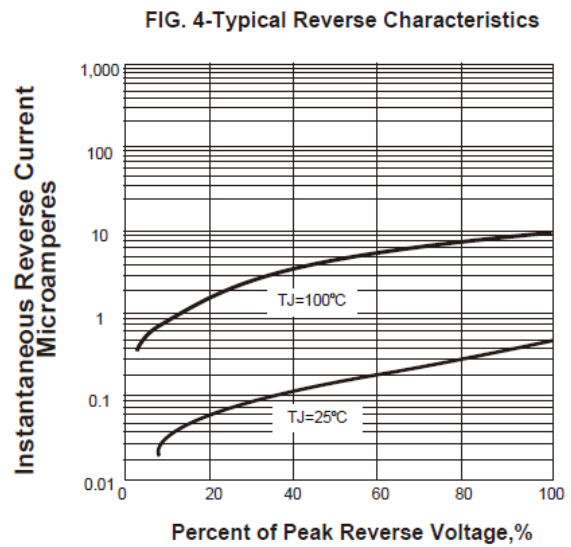 FIG. 4-Typical Reverse Characteristics
Instantaneous Reverse Current
Microamperes
1,000
100
10
1
0.1
0.01
TJ=100ºC
TJ=25ºC
0 20 40 60 80 100
Percent of Peak Reverse Voltage,%